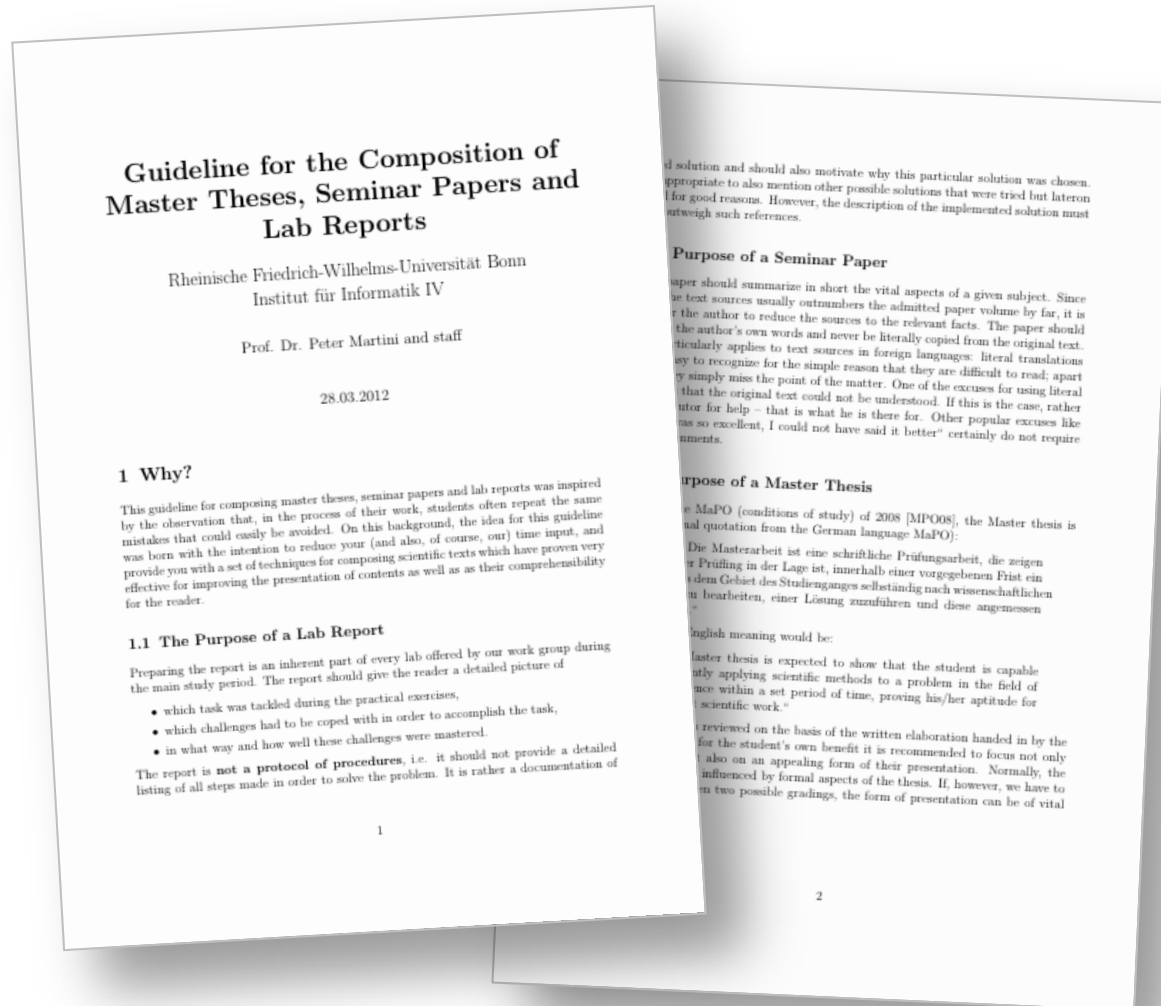 Guideline for the Composition of
Master Theses, Seminar Papers and
Lab Reports
Rheinische Friedrich-Wilhelms-Universität Bonn
Institut für Informatik IV
Prof. Dr. Peter Martini and staff
28.03.2012
1 Why?
This guideline for composing master theses, seminar papers and lab reports was inspired
by the observation that, in the process of their work, students often repeat the same
mistakes that could easily be avoided. On this background, the idea for this guideline
was born with the intention to reduce your (and also, of course, our) time input, and
provide you with a set of techniques for composing scientific texts which have proven very
effective for improving the presentation of contents as well as as their comprehensibility
for the reader.
1.1 The Purpose of a Lab Report
Preparing the report is an inherent part of every lab offered by our work group during
the main study period. The report should give the reader a detailed picture of
• which task was tackled during the practical exercises,
• which challenges had to be coped with in order to accomplish the task,
• in what way and how well these challenges were mastered.
The report is not a protocol of procedures, i.e. it should not provide a detailed
listing of all steps made in order to solve the problem. It is rather a documentation of
1
solution and should also motivate why this particular solution was chosen.
appropriate to also mention other possible solutions that were tried but lateron
for good reasons. However, the description of the implemented solution must
outweigh such references.
Purpose of a Seminar Paper
paper should summarize in short the vital aspects of a given subject. Since
text sources usually outnumbers the admitted paper volume by far, it is
the author to reduce the sources to the relevant facts. The paper should
the author's own words and never be literally copied from the original text.
applies to text sources in foreign languages: literal translations
to recognize for the simple reason that they are difficult to read; apart
simply miss the point of the matter. One of the excuses for using literal
that the original text could not be understood. If this is the case, rather
for help – that is what he is there for. Other popular excuses like
so excellent, I could not have said it better“ certainly do not require
Purpose of a Master Thesis
MaPO (conditions of study) of 2008 [MPO08], the Master thesis is
quotation from the German language MaPO):
Die Masterarbeit ist eine schriftliche Prüfungsarbeit, die zeigen
Prüfling in der Lage ist, innerhalb einer vorgegebenen Frist ein
dem Gebiet des Studienganges selbständig nach wissenschaftlichen
bearbeiten, einer Lösung zuzuführen und diese angemessen
English meaning would be:
Master thesis is expected to show that the student is capable
applying scientific methods to a problem in the field of
within a set period of time, proving his/her aptitude for
scientific work.“
reviewed on the basis of the written elaboration handed in by the
for the student's own benefit it is recommended to focus not only
also on an appealing form of their presentation. Normally, the
influenced by formal aspects of the thesis. If, however, we have to
two possible gradings, the form of presentation can be of vital
2